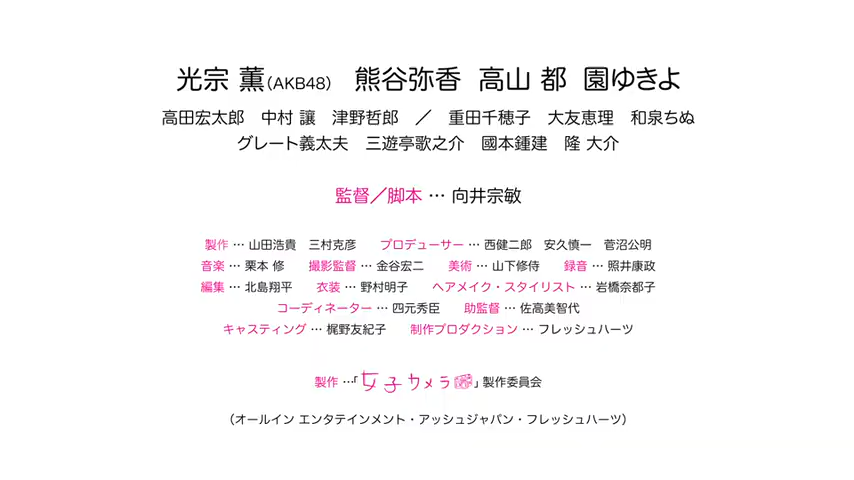 光宗 薫(AKB48)　熊谷弥香　高山 都　園ゆきよ
高田宏太郎　中村 譲　津野哲郎　／　重田千穂子　大友恵理　和泉ちぬ
グレート義太夫　三遊亭歌之介　國本鍾建　隆 大介
監督／脚本 … 向井宗敏
製作 … 山田浩貴　三村克彦　プロデューサー … 西健二郎　安久慎一　菅沼公明
音楽 … 栗本 修　撮影監督 … 金谷宏二　美術 … 山下修侍　録音 … 照井康政
編集 … 北島翔平　衣装 … 野村明子　ヘアメイク・スタイリスト … 岩橋奈都子
コーディネーター … 四元秀臣　助監督 … 佐高美智代
キャスティング … 梶野友紀子　制作プロダクション … フレッシュハーツ
製作 …「女子カメラ」製作委員会
（オールイン エンタテインメント・アッシュジャパン・フレッシュハーツ）